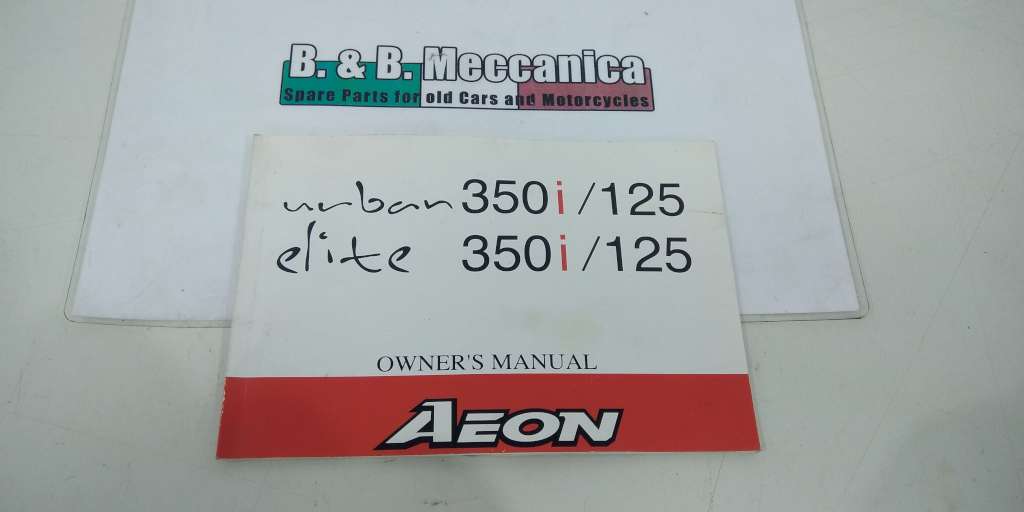 B. & B. Meccanica
Spare Parts for old Cars and Motorcycles
urban 350i/125
elite 350i/125
OWNER'S MANUAL
AEON